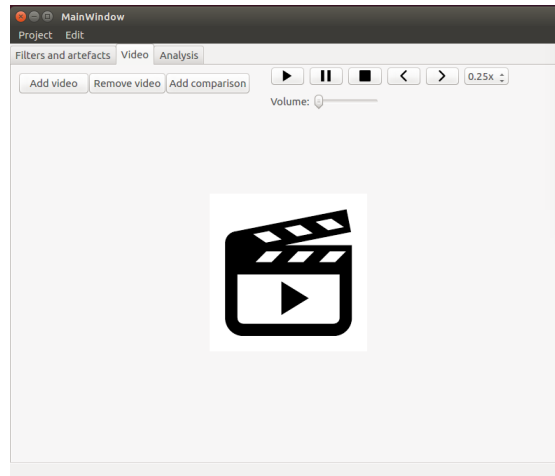 MainWindow
Project Edit
Filters and artefacts Video Analysis
Add video Remove video Add comparison 0.25x
Volume: